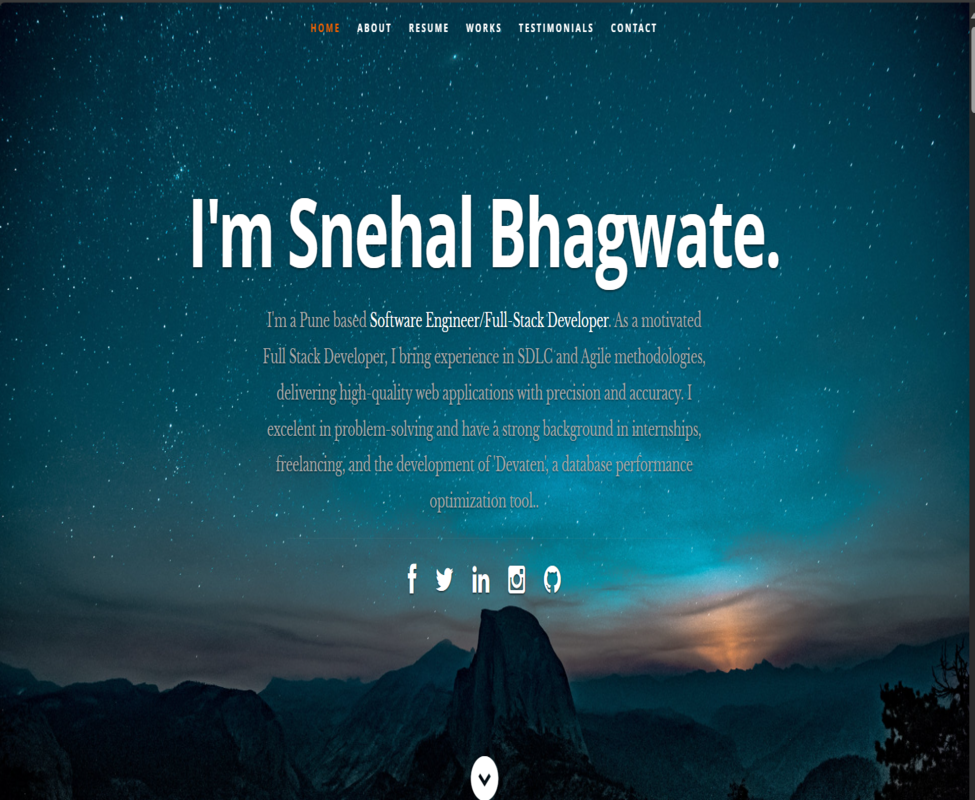 HOME ABOUT RESUME WORKS TESTIMONIALS CONTACT
I'm Snehal Bhagwate.
I'm a Pune based Software Engineer/Full-Stack Developer. As a motivated
Full Stack Developer, I bring experience in SDLC and Agile methodologies,
delivering high-quality web applications with precision and accuracy. I
excelent in problem-solving and have a strong background in internships,
freelancing, and the development of 'Devaten', a database performance
optimization tool..